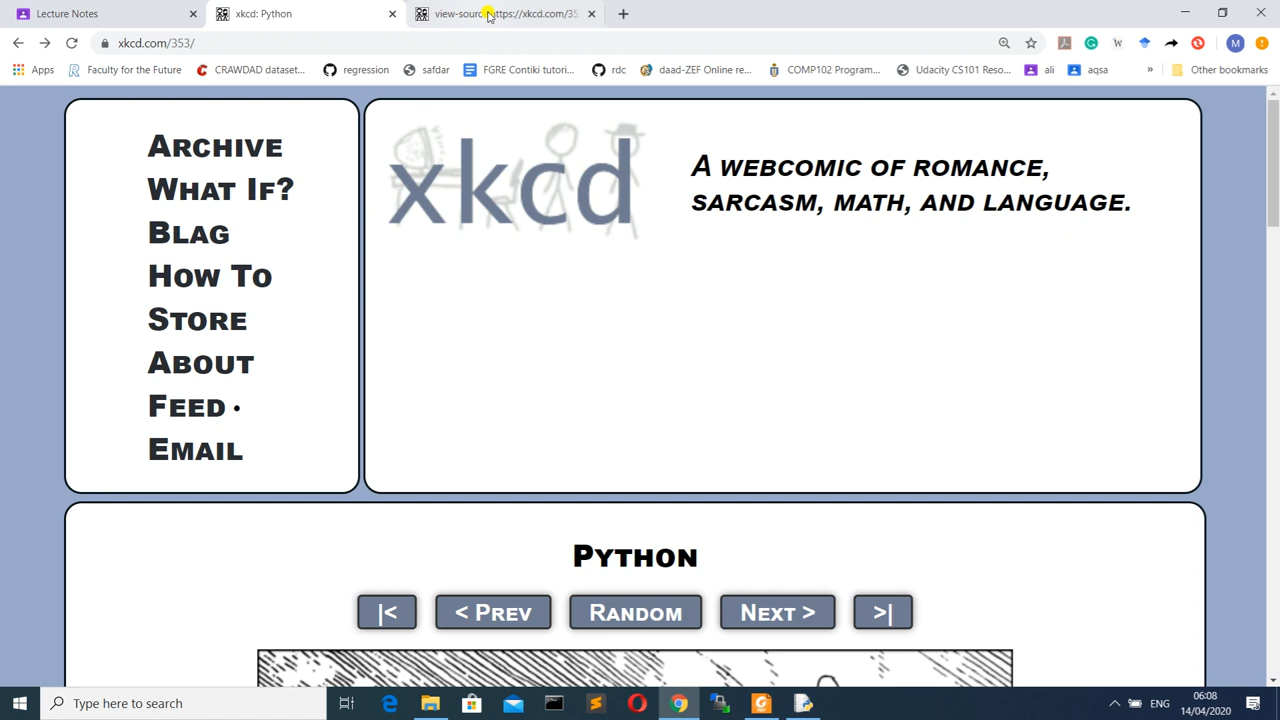 Lecture Notes
xkcd: Python
view-source:https://xkcd.com/353
xkcd.com/353/
M
Apps
Faculty for the Future
CRAWDAD dataset...
regression
safdar
FGRE Contiki tutori...
rdc
daad-ZEF Online re...
COMP102 Program...
Udacity CS101 Reso...
ali
aqsa
»
Other bookmarks
ARCHIVE
WHAT IF?
BLAG
HOW TO
STORE
ABOUT
FEED •
EMAIL
xkcd
A WEBCOMIC OF ROMANCE,
SARCASM, MATH, AND LANGUAGE.
PYTHON
|<
< PREV
RANDOM
NEXT >
>|
Type here to search
ENG
06:08
14/04/2020